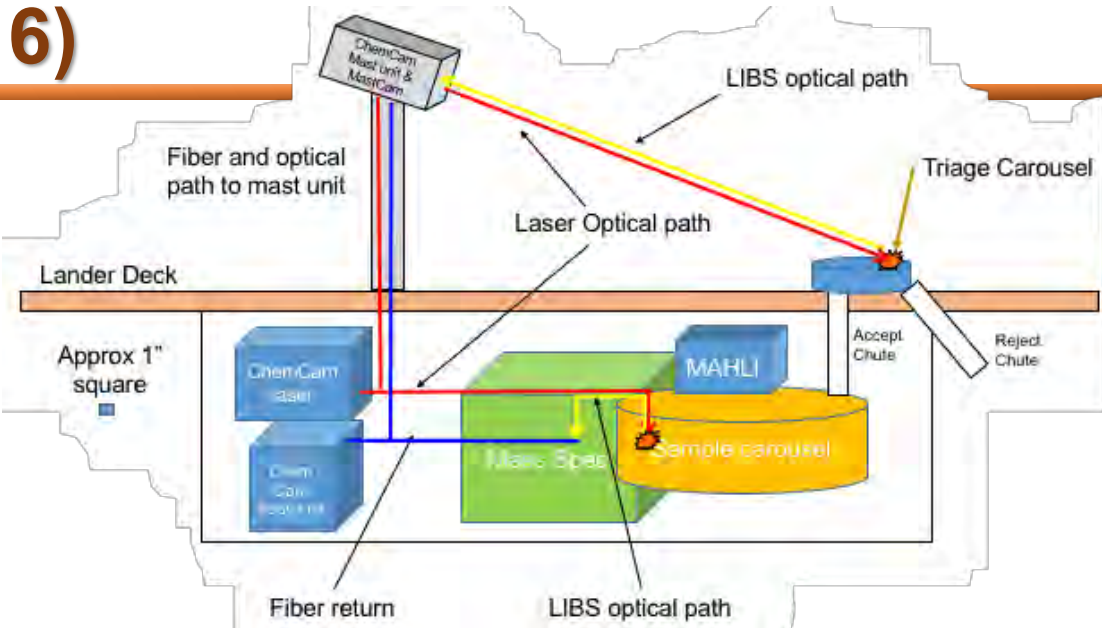 6)
ChemCam
Mast unit &
MastCam
LIBS optical path
Fiber and optical
path to mast unit
Triage Carousel
Laser Optical path
Lander Deck
Approx 1"
square
Accept
Chute
Reject
Chute
ChemCam
laser
MAHLI
Mass Spec
Sample carousel
Chem
Cam
Fiber return
LIBS optical path